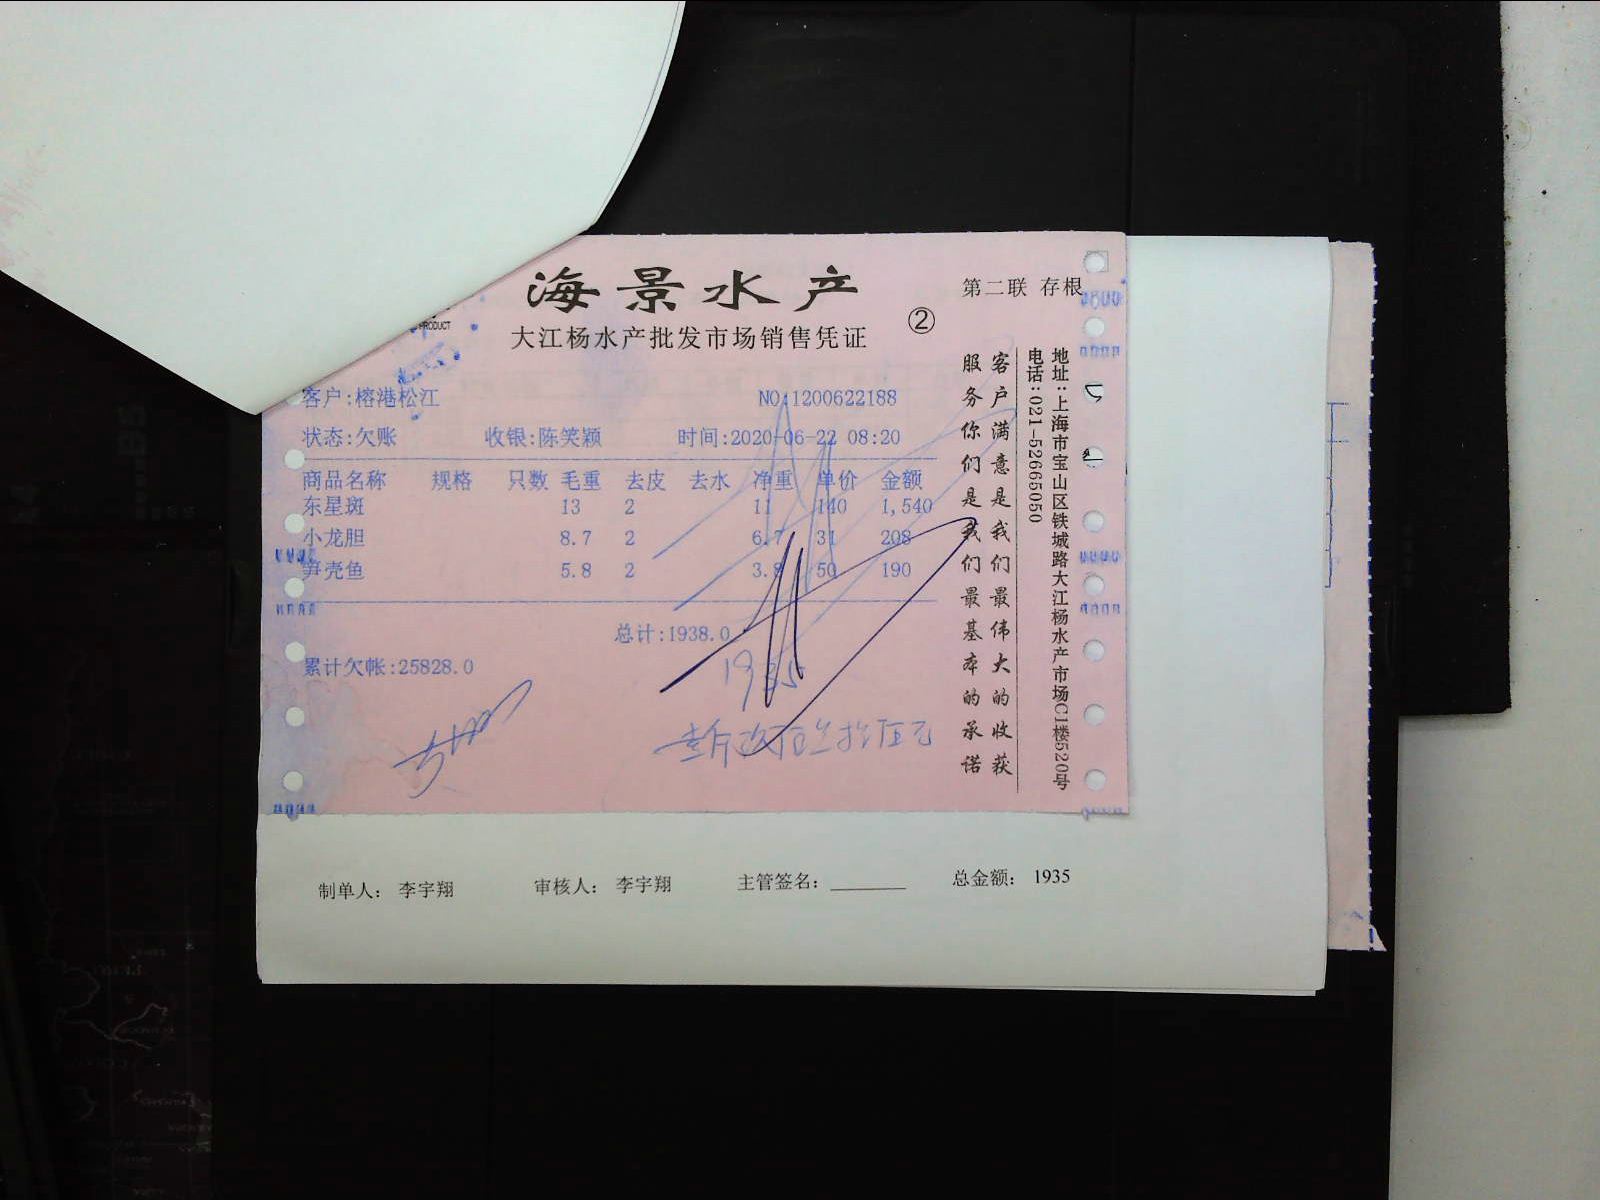 海景水产
第二联 存根
PRODUCT
大江杨水产批发市场销售凭证
②
客户:榕港松江 NO:1200622188
状态:欠账 收银:陈笑颖 时间:2020-06-22 08:20
商品名称 规格 只数 毛重 去皮 去水 净重 单价 金额
东星斑 13 2 11 140 1,540
小龙胆 8.7 2 6.7 31 208
笋壳鱼 5.8 2 3.8 50 190
总计:1938.0
累计欠帐:25828.0
1935
客户满意是我们最伟大的收获
服务你们是我们最基本的承诺
地址:上海市宝山区铁城路大江杨水产市场C1楼520号
电话:021-52665050
制单人: 李宇翔 审核人: 李宇翔 主管签名: 总金额: 1935